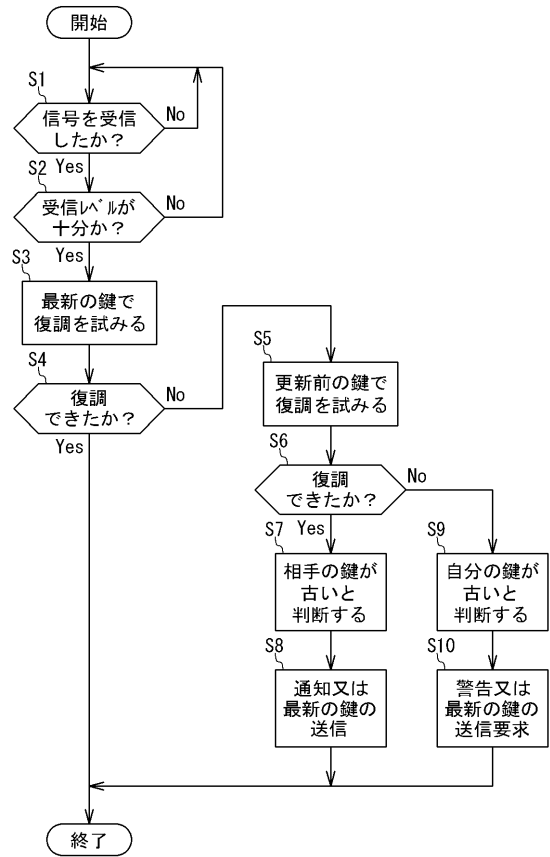 開始
S1
信号を受信
したか？
No
Yes
S2
受信ﾚﾍﾞﾙが
十分か？
No
Yes
S3
最新の鍵で
復調を試みる
S4
復調
できたか？
No
Yes
S5
更新前の鍵で
復調を試みる
S6
復調
できたか？
No
Yes
S7
相手の鍵が
古いと
判断する
S8
通知又は
最新の鍵の
送信
S9
自分の鍵が
古いと
判断する
S10
警告又は
最新の鍵の
送信要求
終了